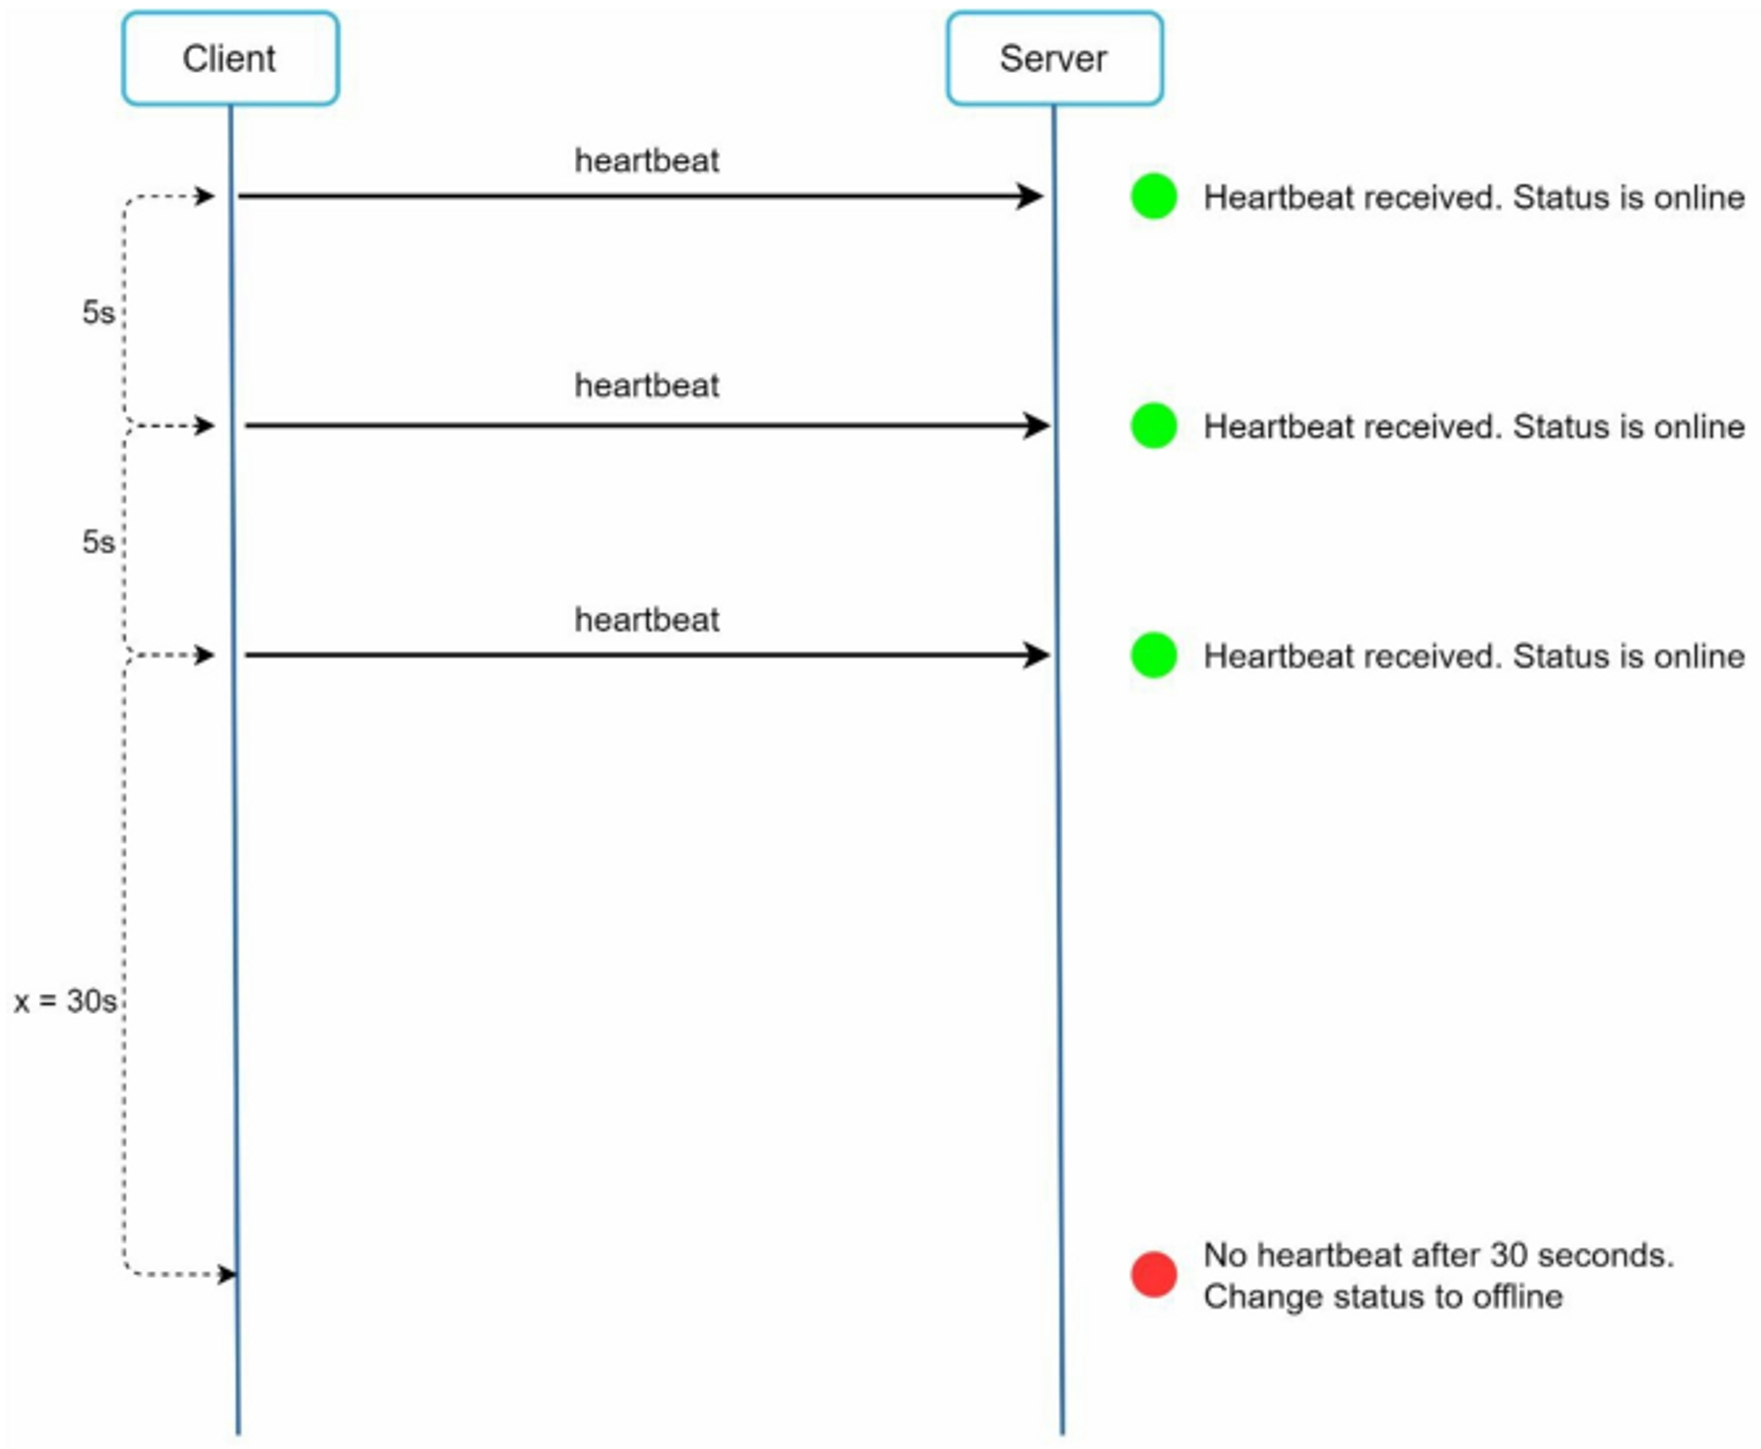 Client
Server
heartbeat
Heartbeat received. Status is online
5s
heartbeat
Heartbeat received. Status is online
5s
heartbeat
Heartbeat received. Status is online
x = 30s
No heartbeat after 30 seconds.
Change status to offline